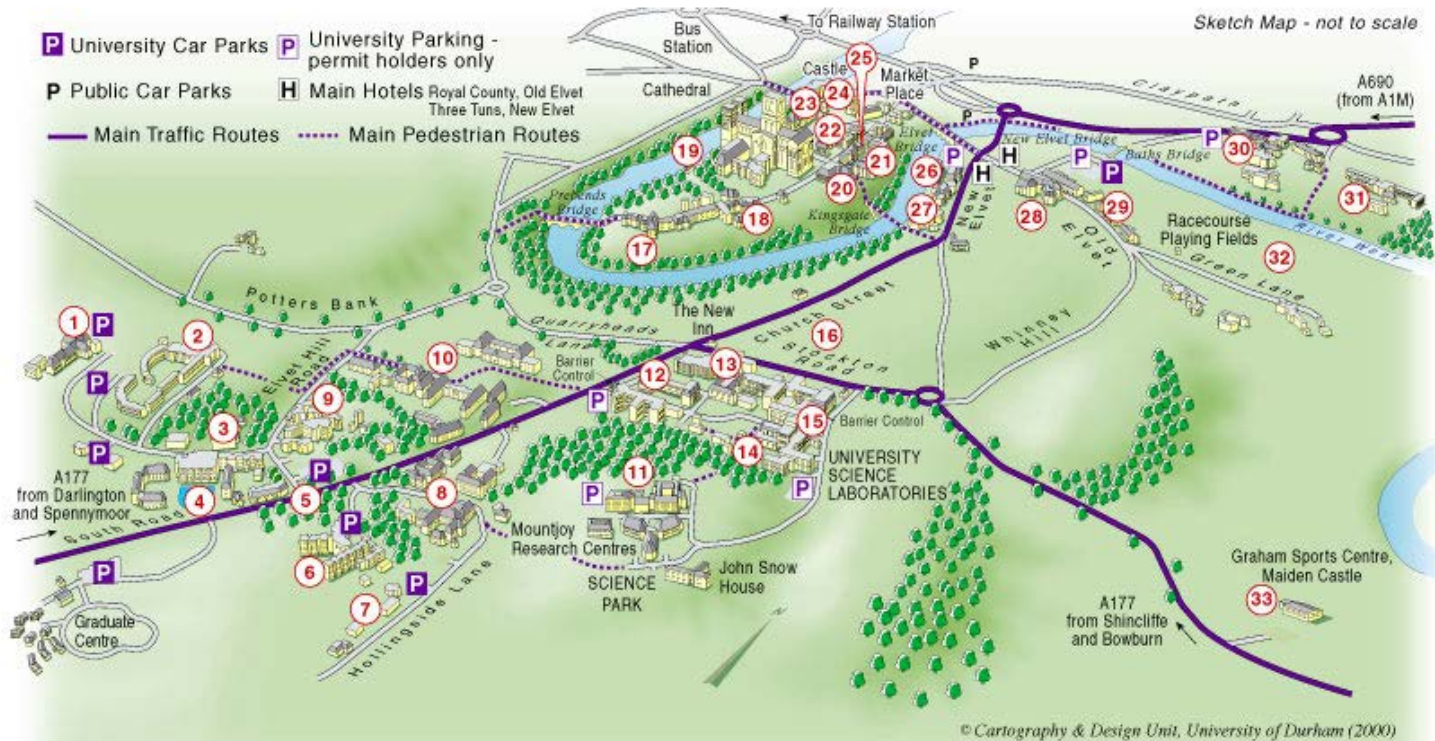 Sketch Map - not to scale
P University Car Parks
P University Parking -
permit holders only
P Public Car Parks
H Main Hotels Royal County, Old Elvet
Three Tuns, New Elvet
Main Traffic Routes
Main Pedestrian Routes
To Railway Station
Bus
Station
Cathedral
Castle
25
Market
Place
P
Claypath
A690
(from A1M)
23
24
22
21
20
19
P
Elvet
Bridge
New Elvet Bridge
Baths Bridge
P
30
31
P
H
H
P
P
26
27
New
Elvet
28
29
Old
Elvet
Racecourse
Playing Fields
32
River Wear
Green Lane
Prebends
Bridge
18
17
Kingsgate
Bridge
Potters Bank
Quarryheads
Lane
The New
Inn
Church Street
16
Stockton
Road
Whinney
Hill
1
P
2
P
Elvet Hill
Road
10
Barrier
Control
12
13
P
9
3
15
Barrier Control
14
P
A177
from Darlington
and Spennymoor
4
P
5
8
11
P
P
UNIVERSITY
SCIENCE
LABORATORIES
South Road
P
6
Mountjoy
Research Centres
P
7
P
Hollingside Lane
SCIENCE
PARK
John Snow
House
Graduate
Centre
Graham Sports Centre,
Maiden Castle
33
A177
from Shincliffe
and Bowburn
© Cartography & Design Unit, University of Durham (2000)